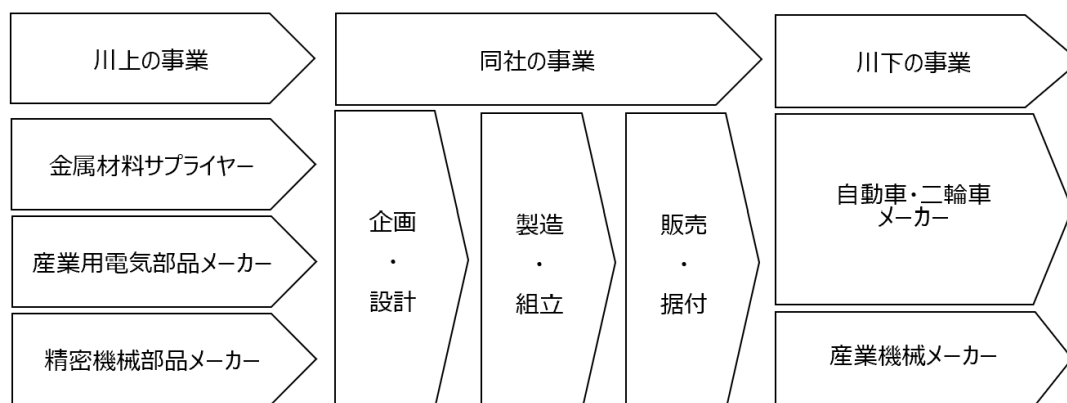 川上の事業
同社の事業
川下の事業
金属材料サプライヤー
産業用電気部品メーカー
精密機械部品メーカー
企画
・
設計
製造
・
組立
販売
・
据付
自動車・二輪車
メーカー
産業機械メーカー